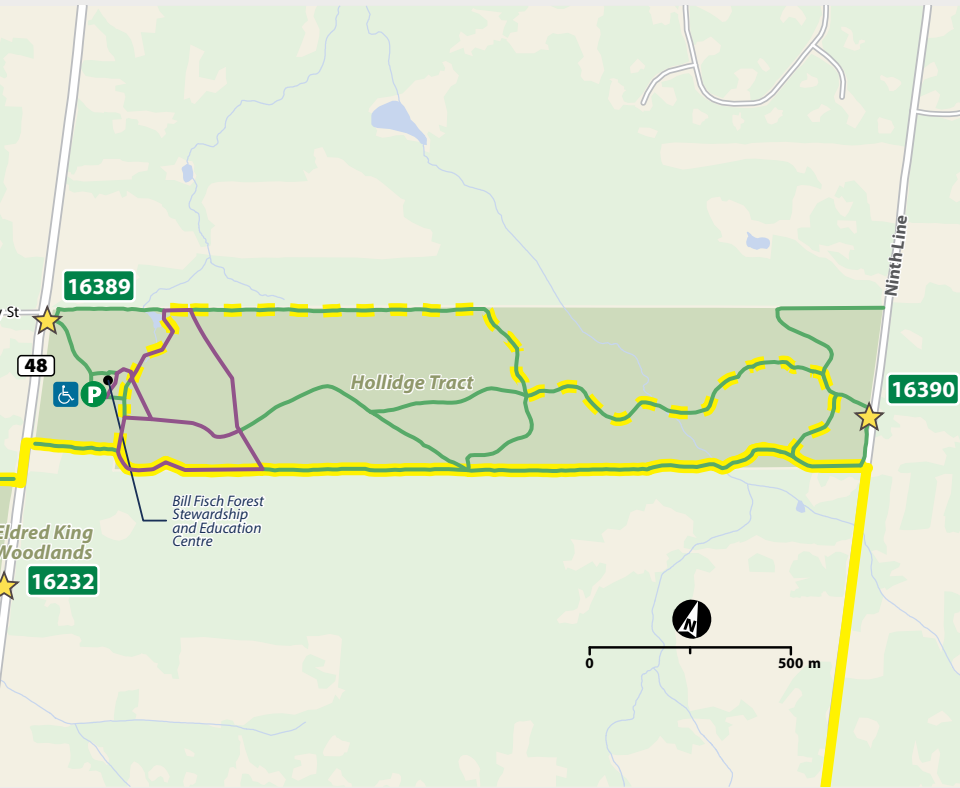 16389
St
48
P
Hollidge Tract
Ninth Line
16390
Bill Fisch Forest
Stewardship
and Education
Centre
Eldred King
Woodlands
16232
N
0
500 m